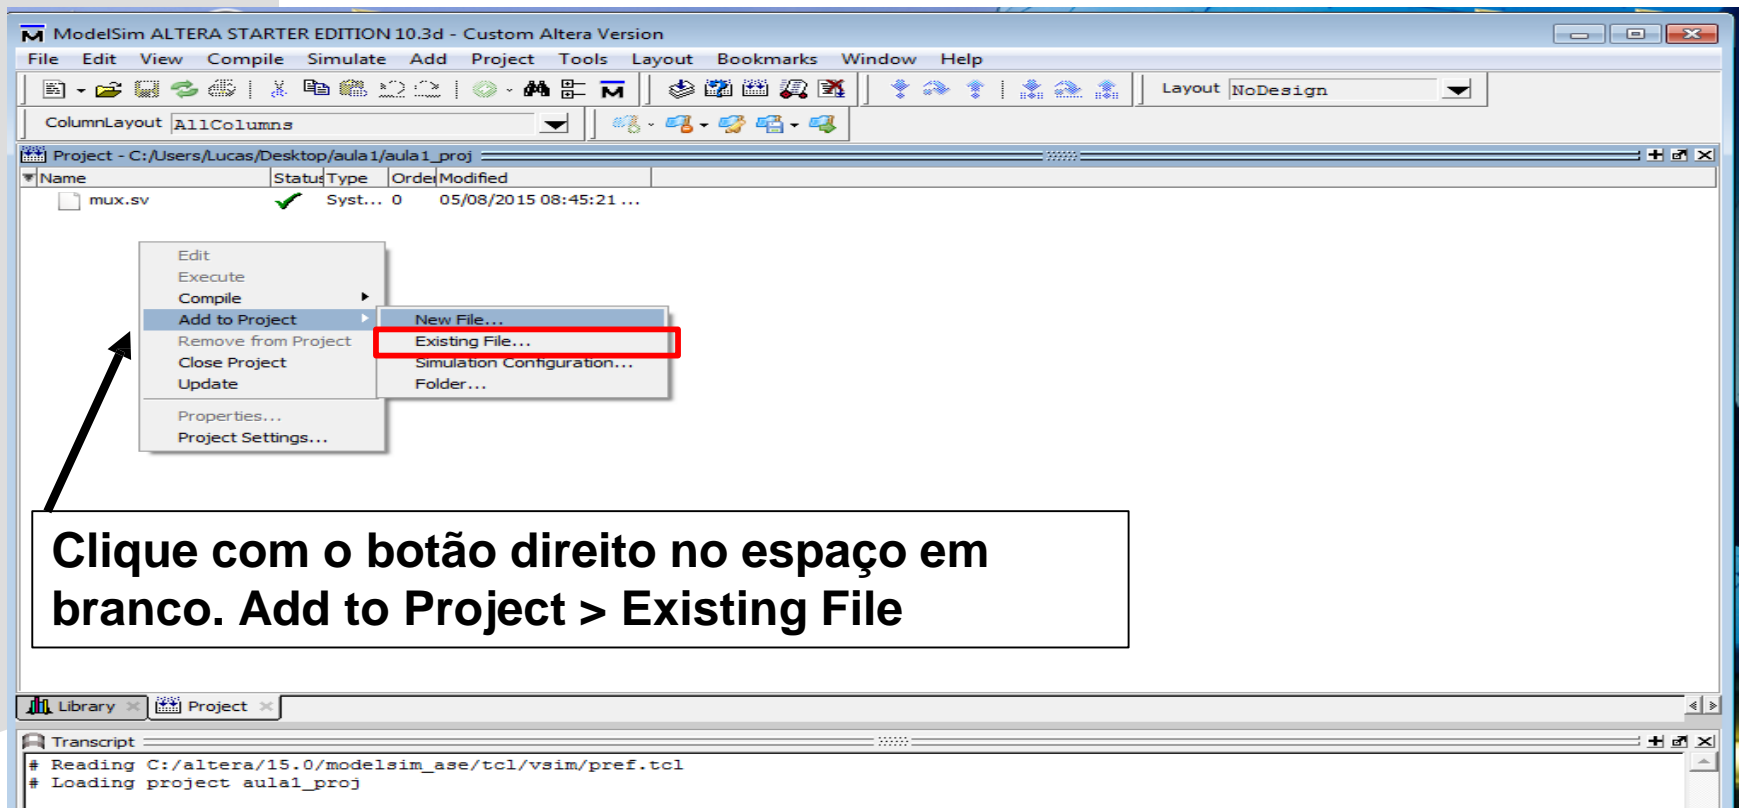 ModelSim ALTERA STARTER EDITION 10.3d - Custom Altera Version
File Edit View Compile Simulate Add Project Tools Layout Bookmarks Window Help
Layout NoDesign
ColumnLayout AllColumns
Project - C:/Users/Lucas/Desktop/aula1/aula1_proj
Name Status Type Order Modified
mux.sv Syst... 0 05/08/2015 08:45:21 ...
Edit
Execute
Compile
Add to Project New File...
Remove from Project Existing File...
Close Project Simulation Configuration...
Update Folder...
Properties...
Project Settings...
Clique com o botão direito no espaço em
branco. Add to Project > Existing File
Library Project
Transcript
# Reading C:/altera/15.0/modelsim_ase/tcl/vsim/pref.tcl
# Loading project aula1_proj